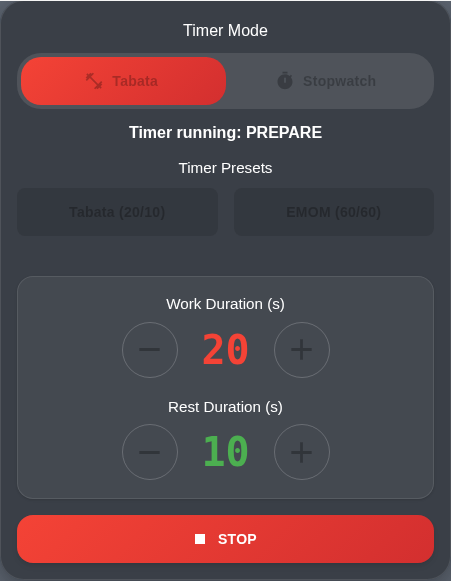 Timer Mode
Tabata
Stopwatch
Timer running: PREPARE
Timer Presets
Tabata (20/10)
EMOM (60/60)
Work Duration (s)
20
Rest Duration (s)
10
STOP